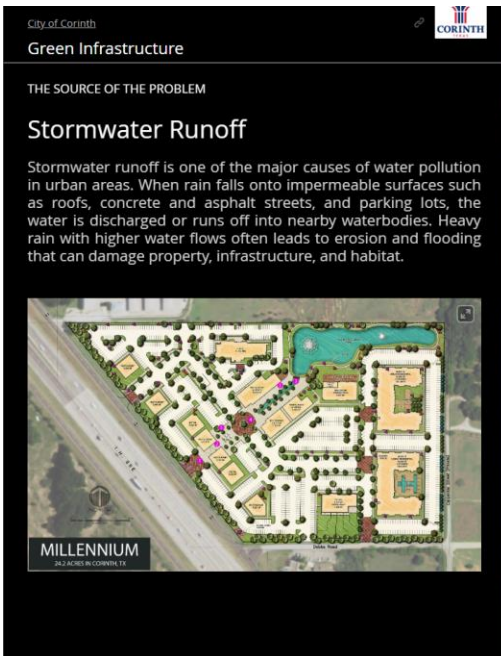 City of Corinth
CORINTH
TEXAS
Green Infrastructure
THE SOURCE OF THE PROBLEM
Stormwater Runoff
Stormwater runoff is one of the major causes of water pollution
in urban areas. When rain falls onto impermeable surfaces such
as roofs, concrete and asphalt streets, and parking lots, the
water is discharged or runs off into nearby waterbodies. Heavy
rain with higher water flows often leads to erosion and flooding
that can damage property, infrastructure, and habitat.
MILLENNIUM
24.2 ACRES IN CORINTH, TX